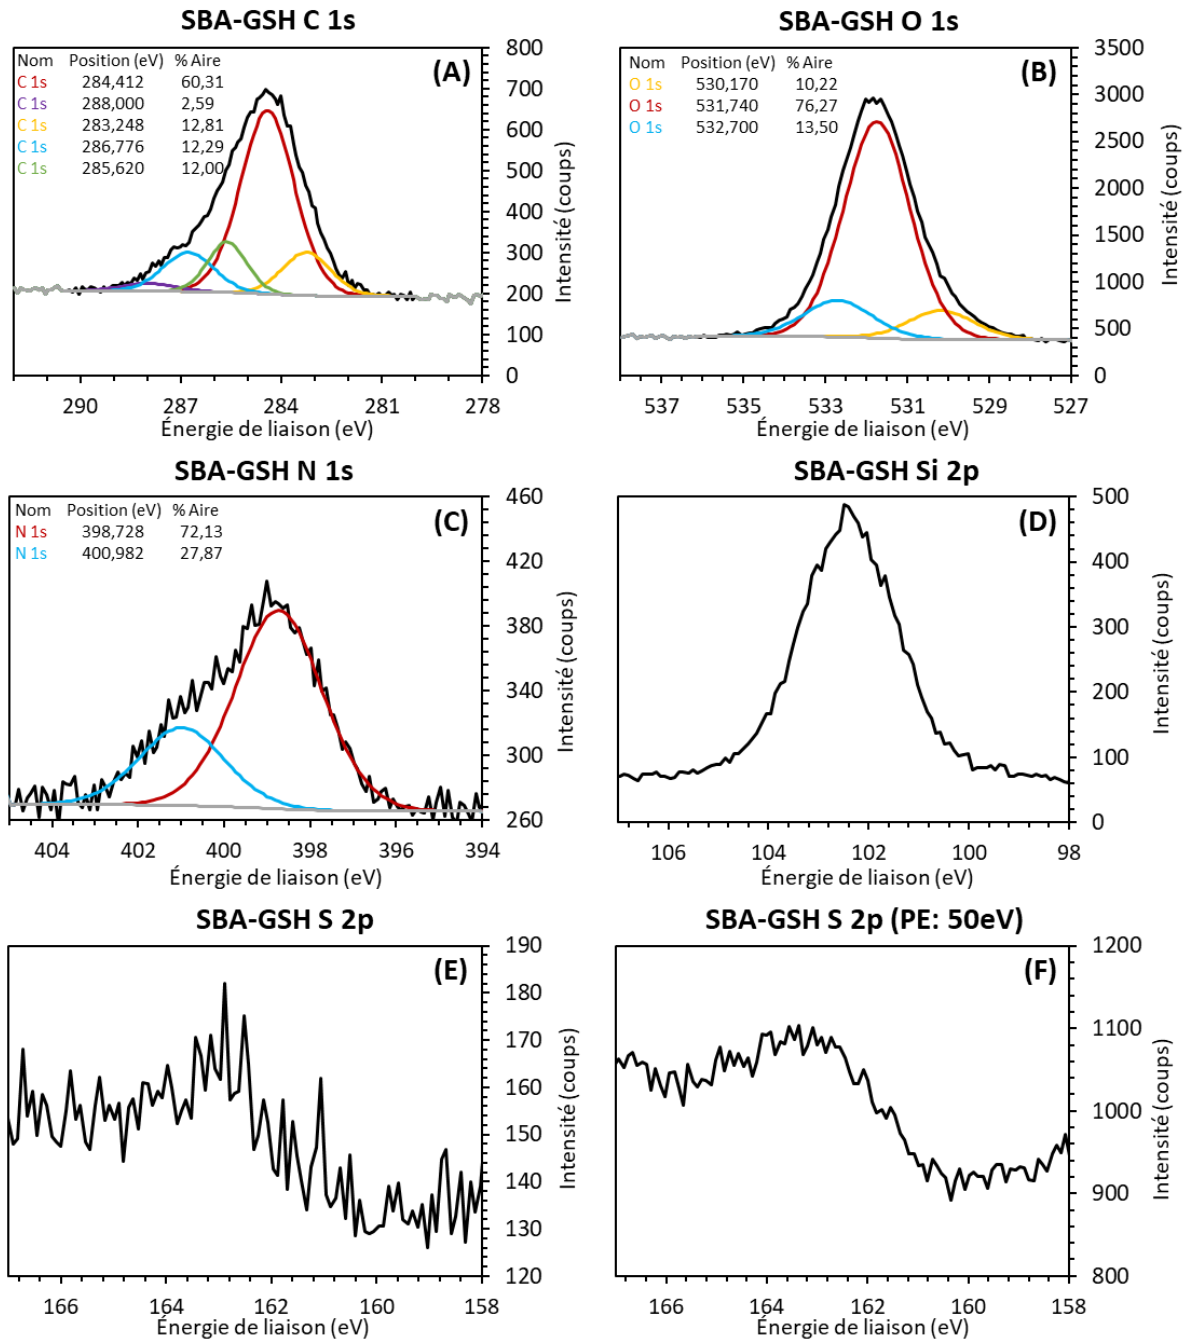 SBA-GSH C 1s
(A)
Nom Position (eV) % Aire
C 1s 284,412 60,31
C 1s 288,000 2,59
C 1s 283,248 12,81
C 1s 286,776 12,29
C 1s 285,620 12,00
800
700
600
500
400
300
200
100
0
Intensité (coups)
290 287 284 281 278
Énergie de liaison (eV)
SBA-GSH O 1s
(B)
Nom Position (eV) % Aire
O 1s 530,170 10,22
O 1s 531,740 76,27
O 1s 532,700 13,50
3500
3000
2500
2000
1500
1000
500
0
Intensité (coups)
537 535 533 531 529 527
Énergie de liaison (eV)
SBA-GSH N 1s
(C)
Nom Position (eV) % Aire
N 1s 398,728 72,13
N 1s 400,982 27,87
460
420
380
340
300
260
Intensité (coups)
404 402 400 398 396 394
Énergie de liaison (eV)
SBA-GSH Si 2p
(D)
500
400
300
200
100
0
Intensité (coups)
106 104 102 100 98
Énergie de liaison (eV)
SBA-GSH S 2p
(E)
190
180
170
160
150
140
130
120
Intensité (coups)
166 164 162 160 158
Énergie de liaison (eV)
SBA-GSH S 2p (PE: 50eV)
(F)
1200
1100
1000
900
800
Intensité (coups)
166 164 162 160 158
Énergie de liaison (eV)